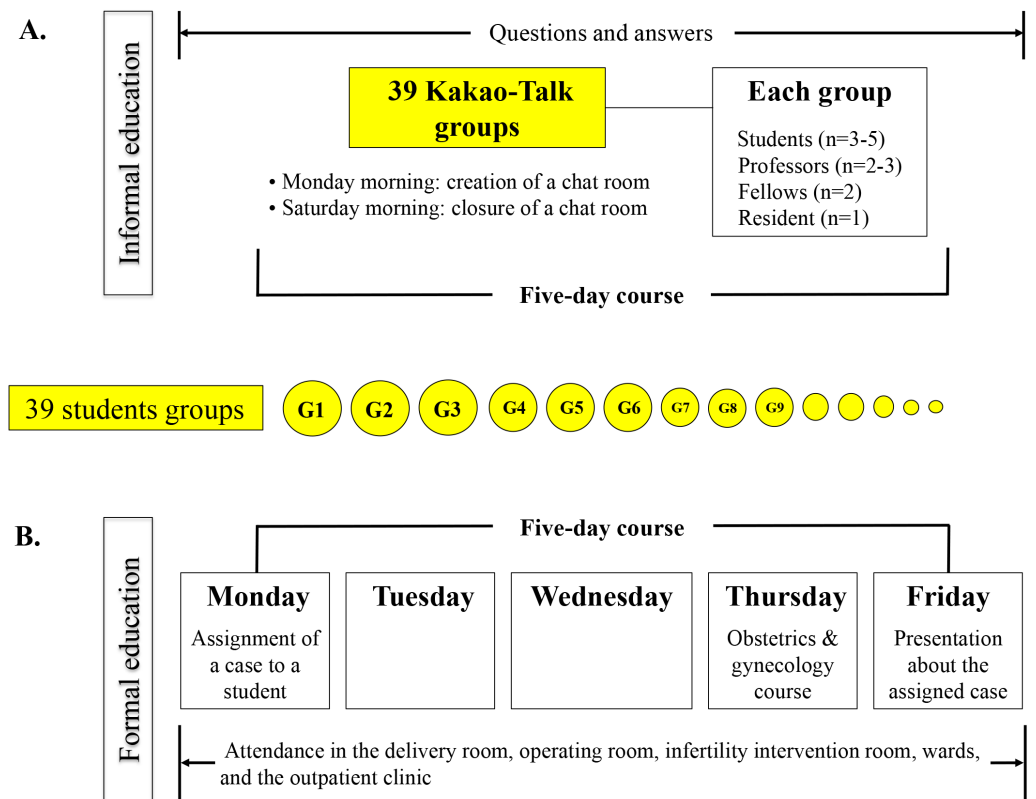 A.
Informal education
Questions and answers
39 Kakao-Talk
groups
Each group
Students (n=3-5)
Professors (n=2-3)
Fellows (n=2)
Resident (n=1)
• Monday morning: creation of a chat room
• Saturday morning: closure of a chat room
Five-day course
39 students groups
G1
G2
G3
G4
G5
G6
G7
G8
G9
B.
Formal education
Five-day course
Monday
Assignment of
a case to a
student
Tuesday
Wednesday
Thursday
Obstetrics &
gynecology
course
Friday
Presentation
about the
assigned case
Attendance in the delivery room, operating room, infertility intervention room, wards,
and the outpatient clinic